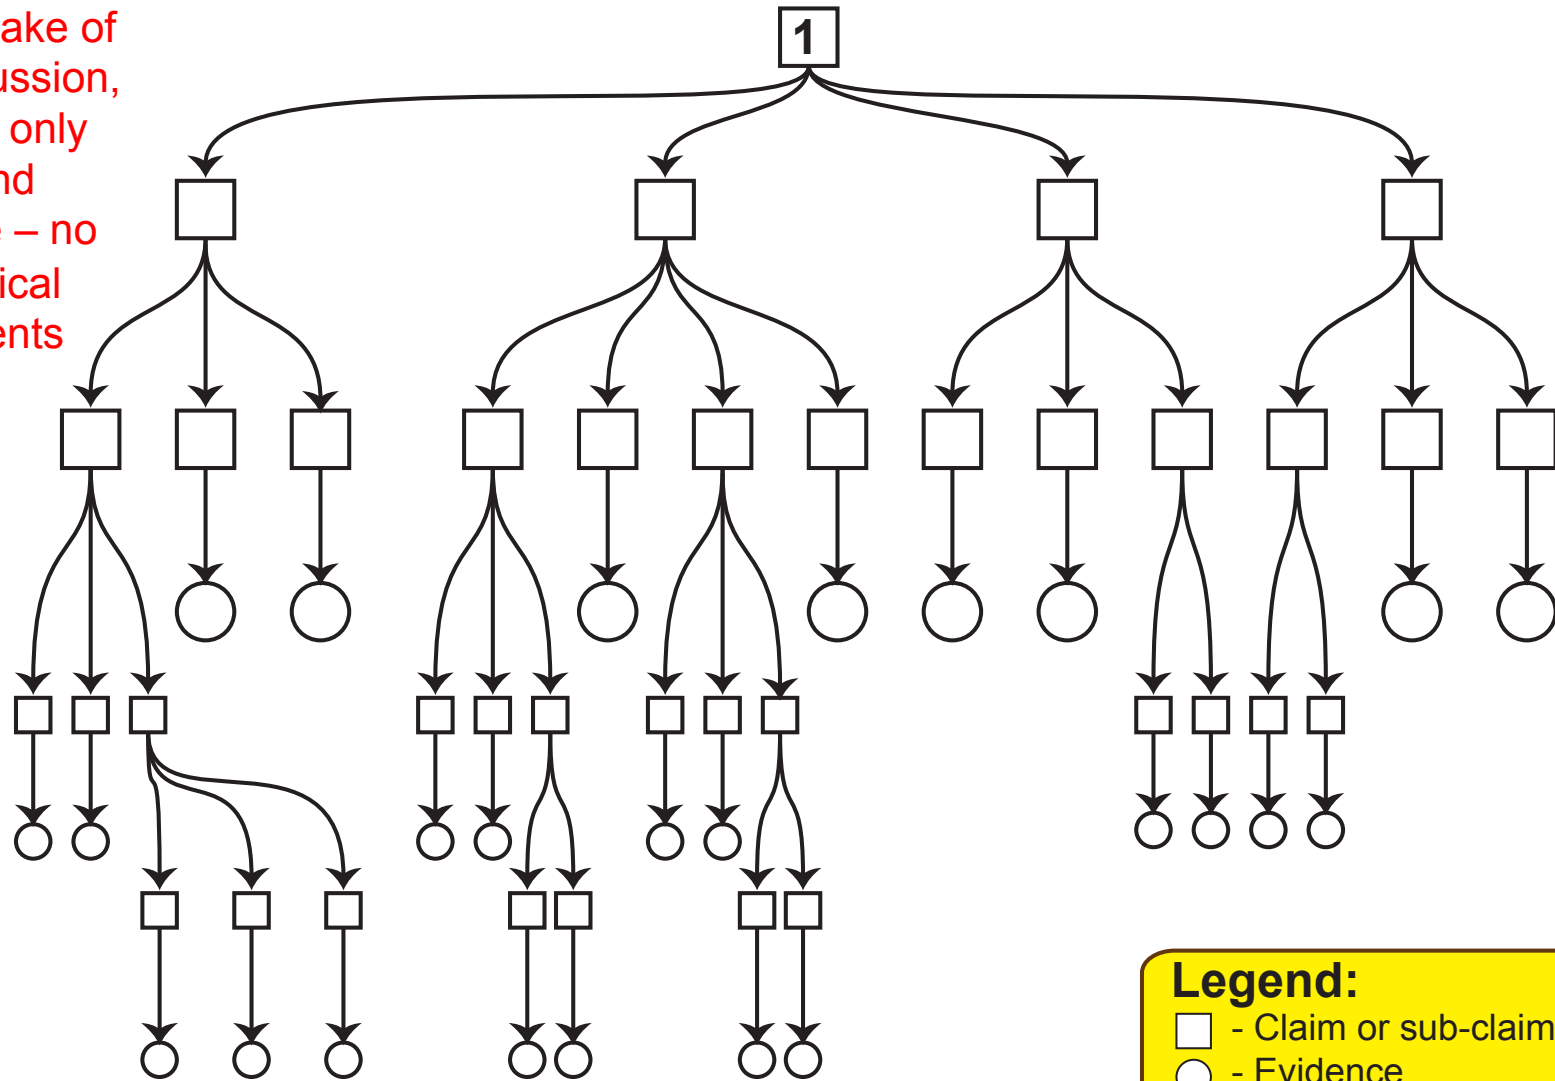 ake of
ussion,
only
nd
e – no
ical
ents
1
Legend:
- Claim or sub-claim
- Evidence